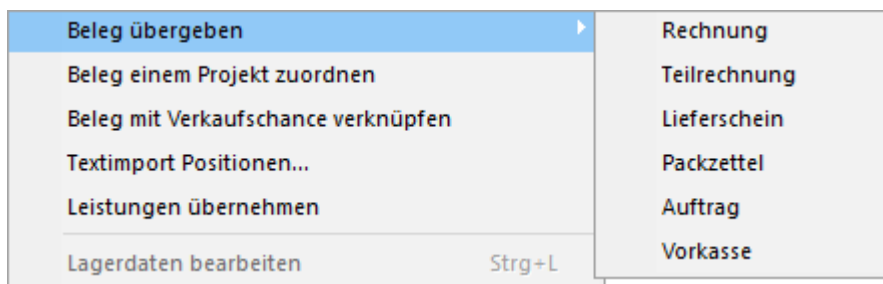 Beleg übergeben
Beleg einem Projekt zuordnen
Beleg mit Verkaufschance verknüpfen
Textimport Positionen...
Leistungen übernehmen
Lagerdaten bearbeiten Strg+L
Rechnung
Teilrechnung
Lieferschein
Packzettel
Auftrag
Vorkasse